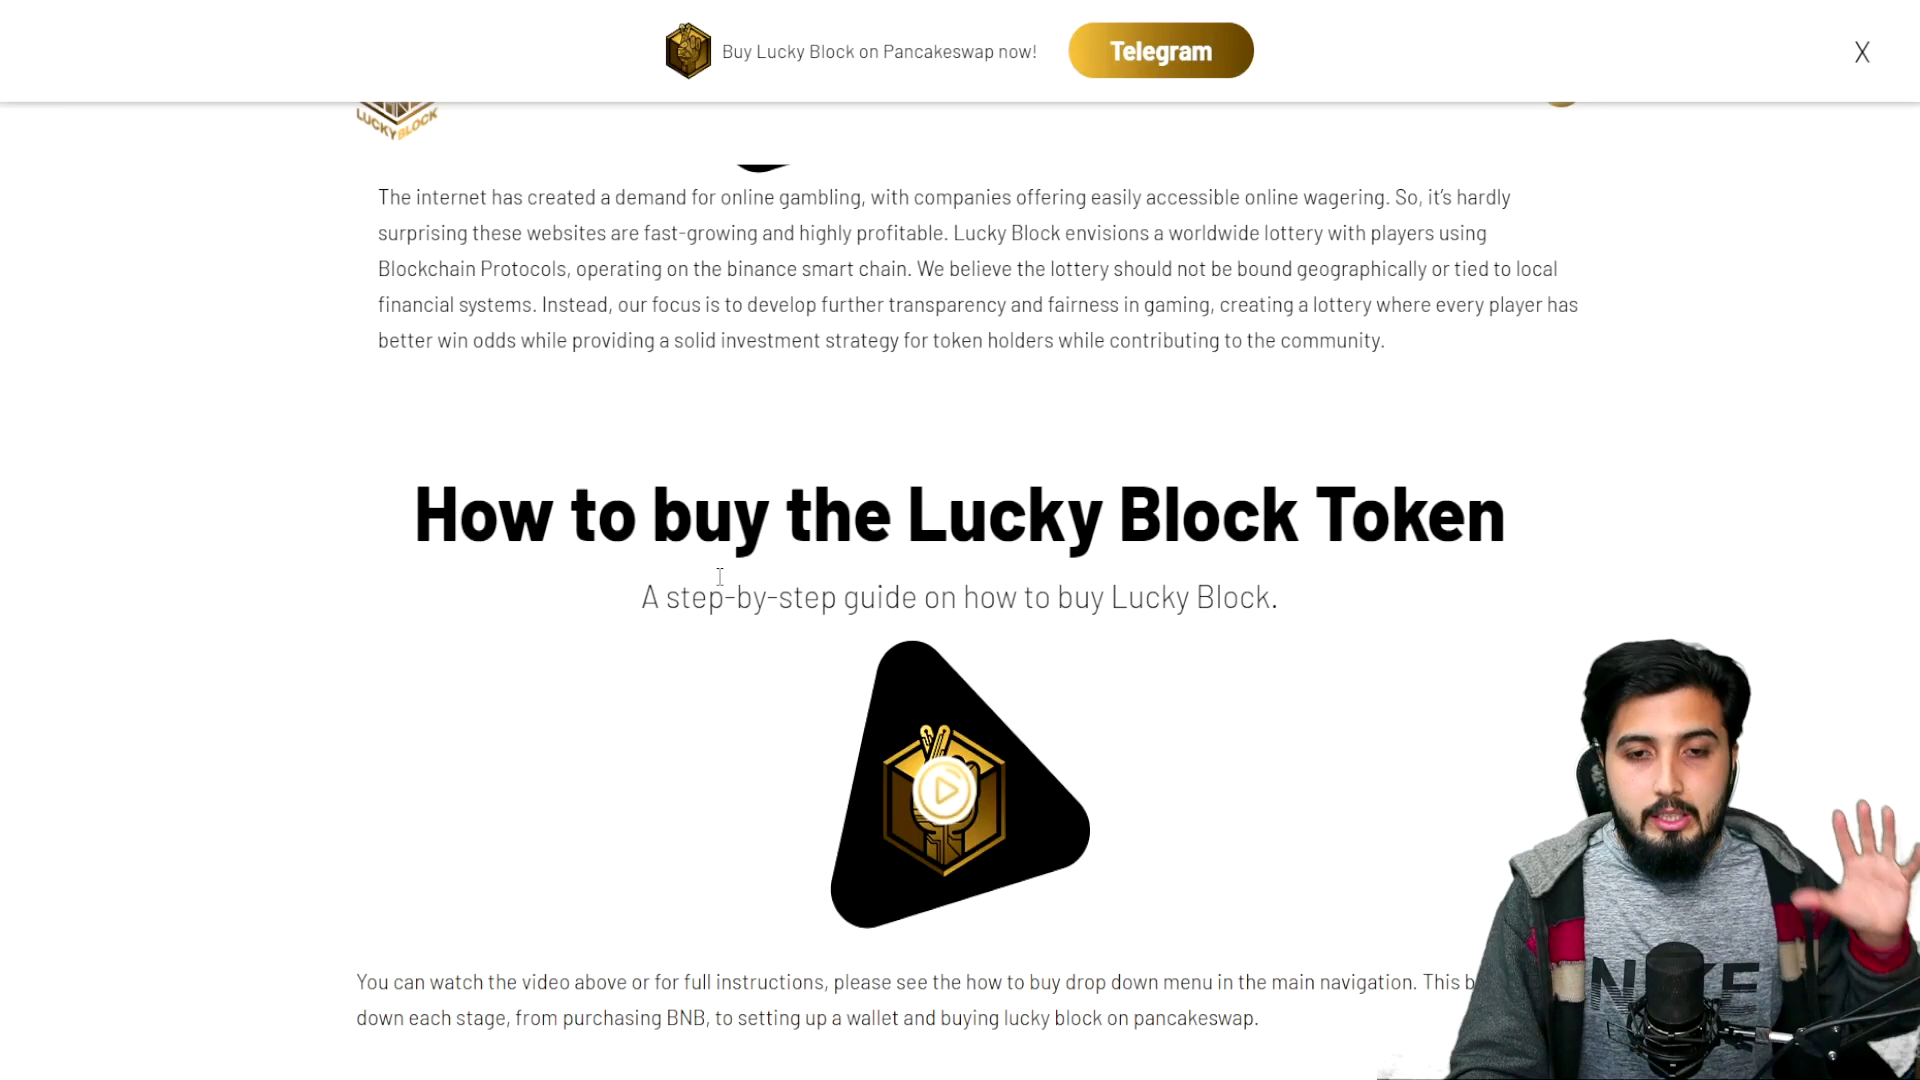 Buy Lucky Block on Pancakeswap now!
Telegram
X
LUCKY BLOCK
The internet has created a demand for online gambling, with companies offering easily accessible online wagering. So, it’s hardly
surprising these websites are fast-growing and highly profitable. Lucky Block envisions a worldwide lottery with players using
Blockchain Protocols, operating on the binance smart chain. We believe the lottery should not be bound geographically or tied to local
financial systems. Instead, our focus is to develop further transparency and fairness in gaming, creating a lottery where every player has
better win odds while providing a solid investment strategy for token holders while contributing to the community.
How to buy the Lucky Block Token
A step-by-step guide on how to buy Lucky Block.
You can watch the video above or for full instructions, please see the how to buy drop down menu in the main navigation. This b
down each stage, from purchasing BNB, to setting up a wallet and buying lucky block on pancakeswap.